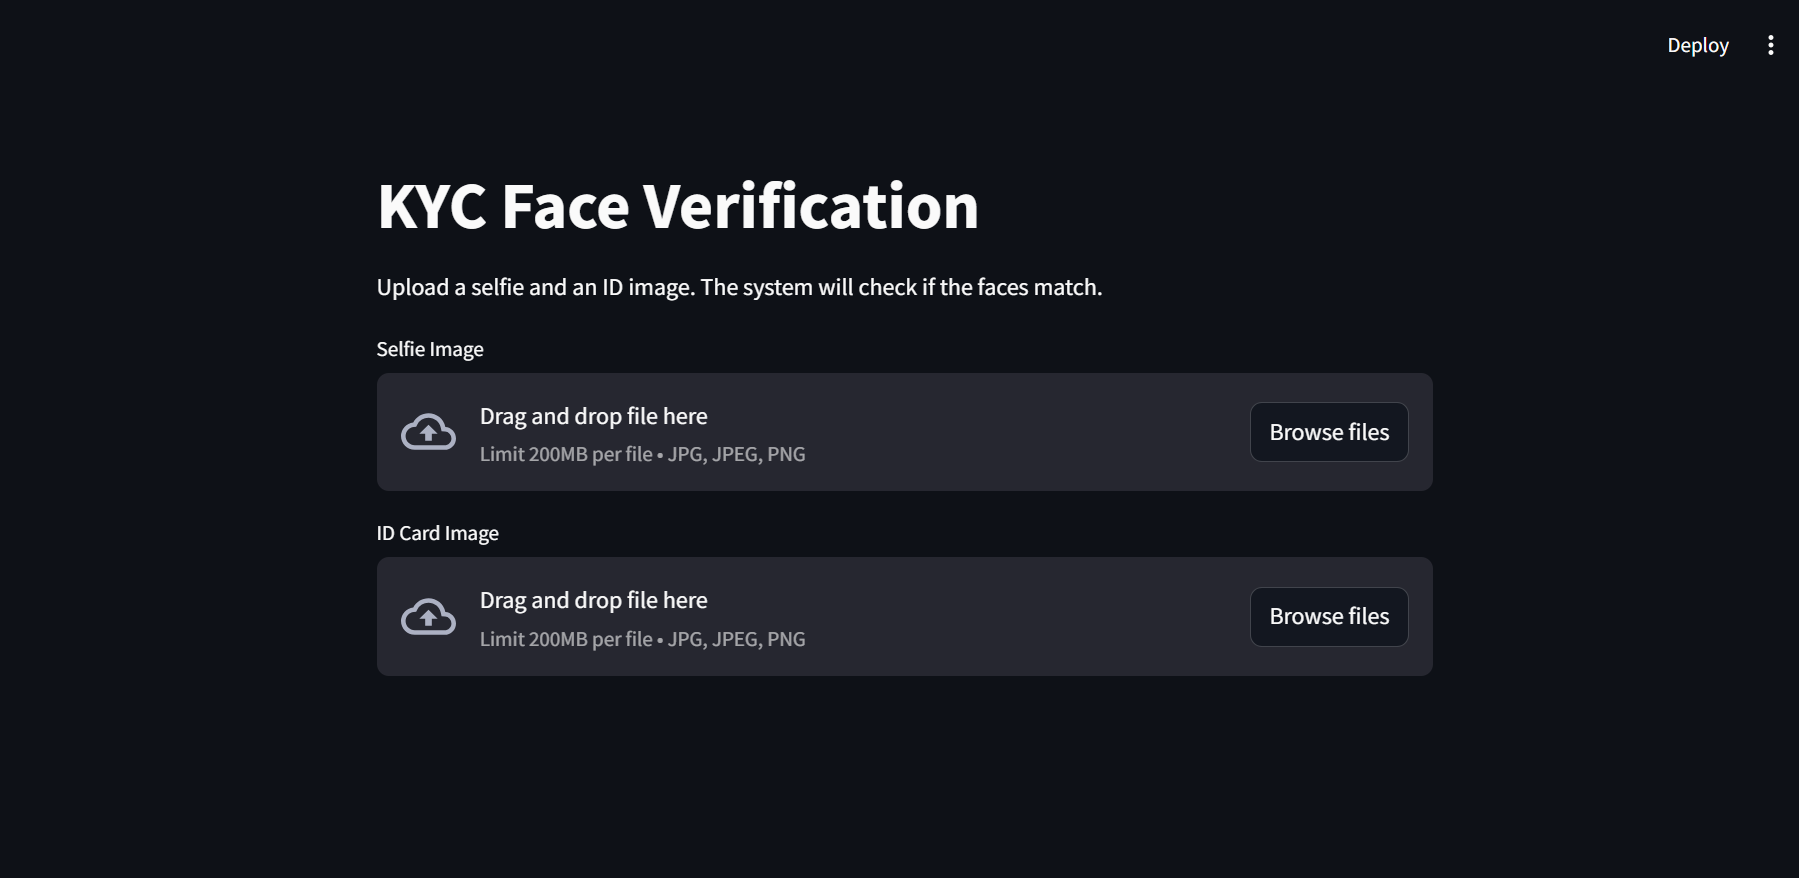 Deploy
KYC Face Verification
Upload a selfie and an ID image. The system will check if the faces match.
Selfie Image
Drag and drop file here
Limit 200MB per file • JPG, JPEG, PNG
Browse files
ID Card Image
Drag and drop file here
Limit 200MB per file • JPG, JPEG, PNG
Browse files